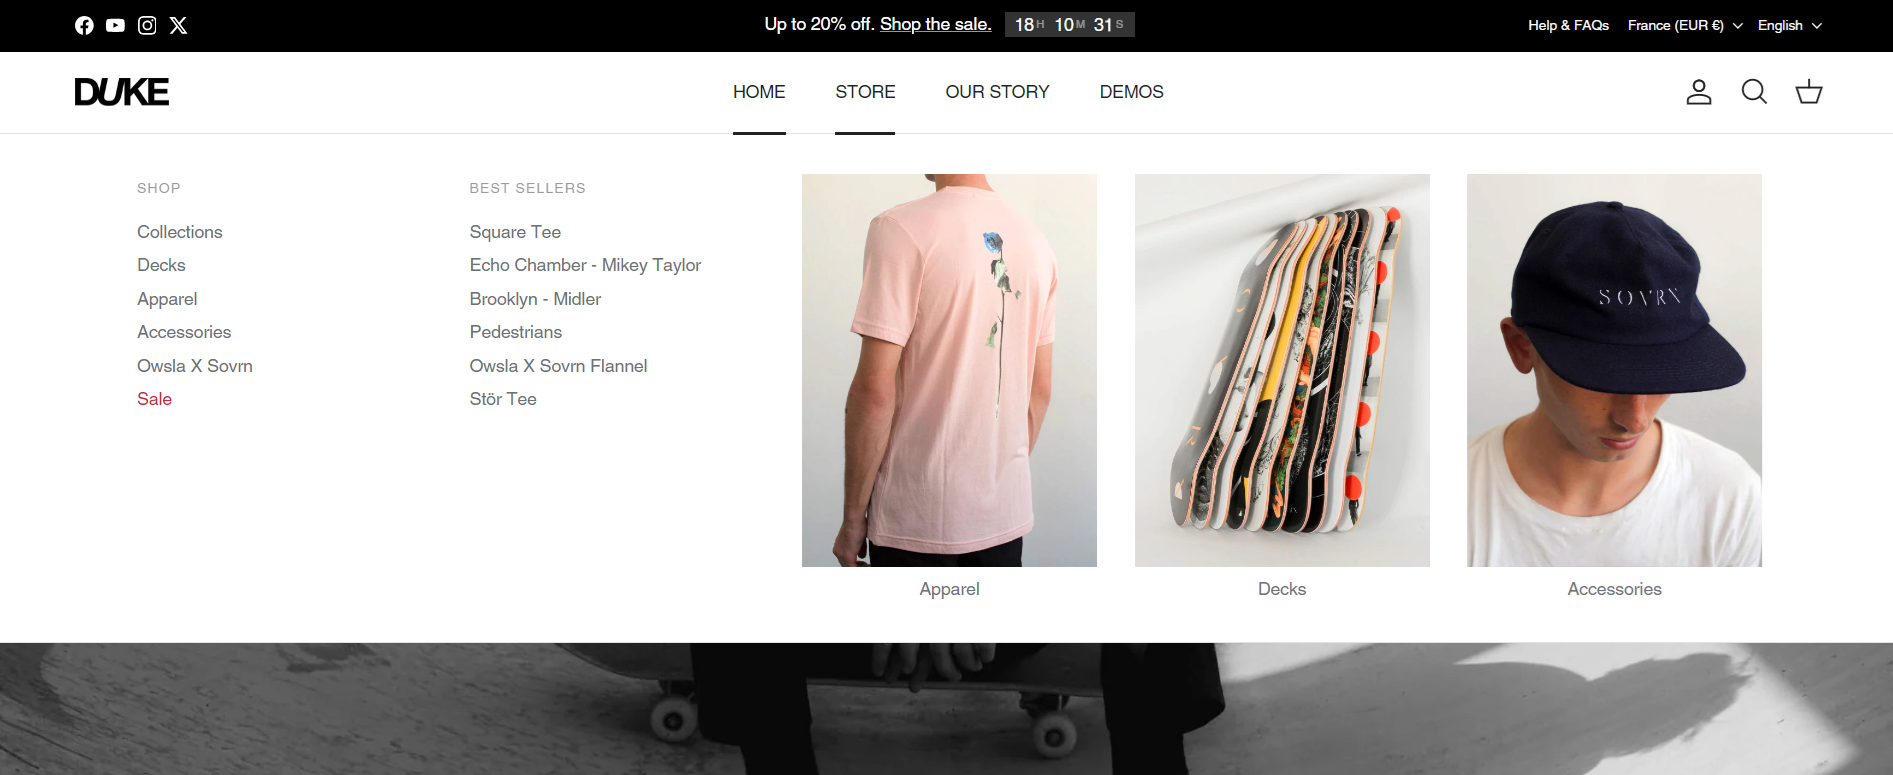 Up to 20% off. Shop the sale. 18H 10M 31S
Help & FAQs France (EUR €) English
DUKE
HOME STORE OUR STORY DEMOS
SHOP
Collections
Decks
Apparel
Accessories
Owsla X Sovrn
Sale
BEST SELLERS
Square Tee
Echo Chamber - Mikey Taylor
Brooklyn - Midler
Pedestrians
Owsla X Sovrn Flannel
Stör Tee
Apparel
Decks
SOVRN
Accessories